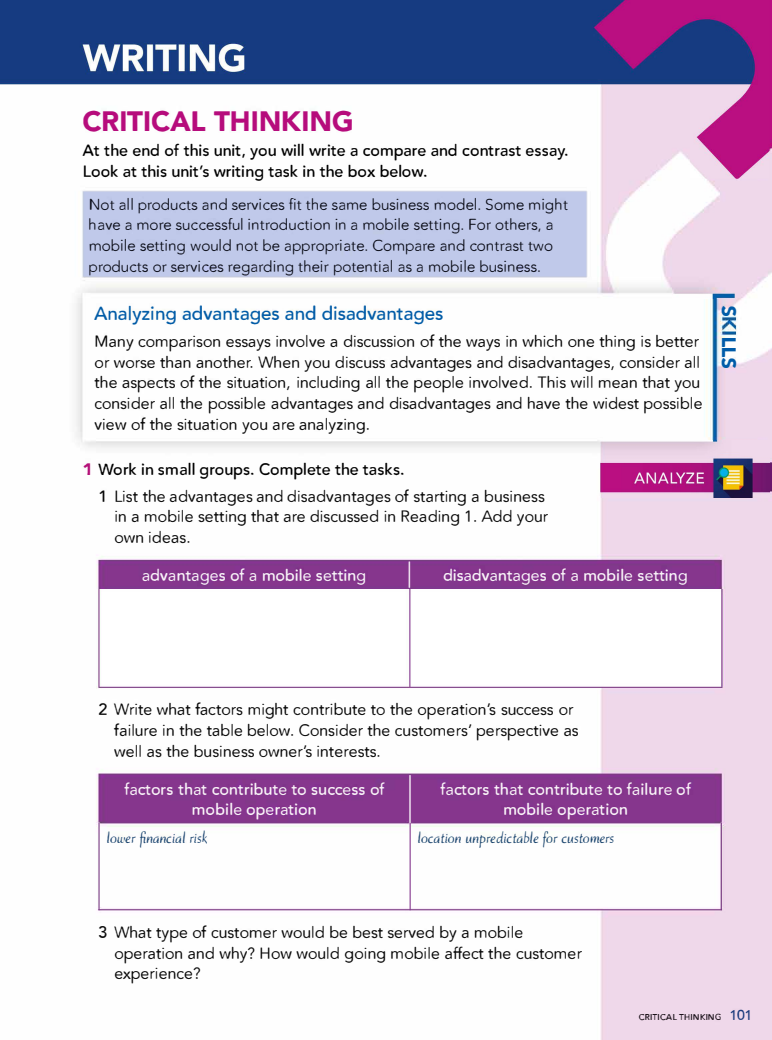 WRITING
CRITICAL THINKING
At the end of this unit, you will write a compare and contrast essay.
Look at this unit's writing task in the box below.
Not all products and services fit the same business model. Some might
have a more successful introduction in a mobile setting. For others, a
mobile setting would not be appropriate. Compare and contrast two
products or services regarding their potential as a mobile business.
SKILLS
Analyzing advantages and disadvantages
Many comparison essays involve a discussion of the ways in which one thing is better
or worse than another. When you discuss advantages and disadvantages, consider all
the aspects of the situation, including all the people involved. This will mean that you
consider all the possible advantages and disadvantages and have the widest possible
view of the situation you are analyzing.
1 Work in small groups. Complete the tasks.
ANALYZE
1 List the advantages and disadvantages of starting a business
in a mobile setting that are discussed in Reading 1. Add your
own ideas.
advantages of a mobile setting
disadvantages of a mobile setting
2 Write what factors might contribute to the operation's success or
failure in the table below. Consider the customers' perspective as
well as the business owner's interests.
factors that contribute to success of
mobile operation
factors that contribute to failure of
mobile operation
lower financial risk
location unpredictable for customers
3 What type of customer would be best served by a mobile
operation and why? How would going mobile affect the customer
experience?
CRITICAL THINKING 101